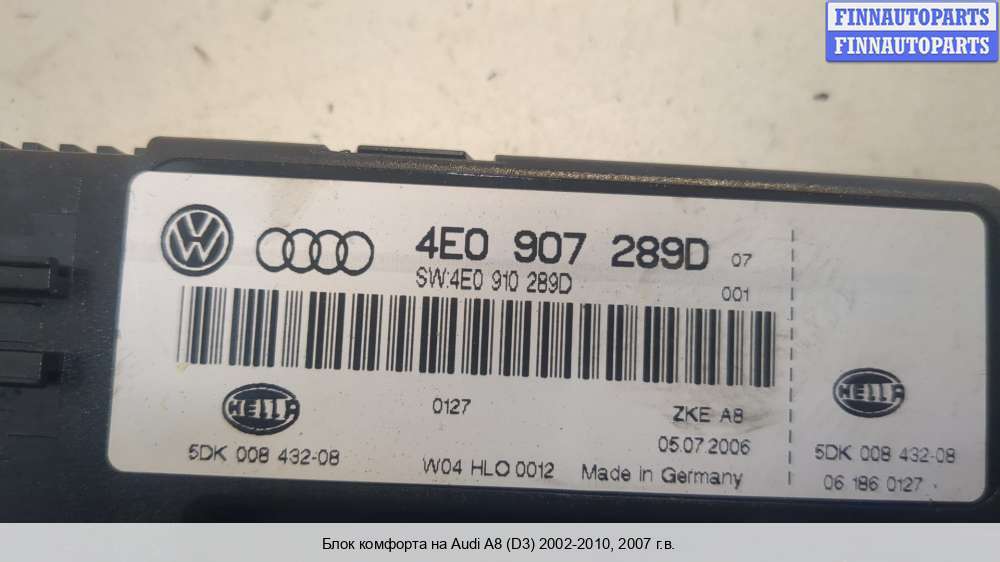 FINNAUTOPARTS
FINNAUTOPARTS
4E0 907 289D 07
SW:4E0 910 289D 001
HELLA
0127 ZKE A8
05.07.2006
5DK 008 432-08
W04 HLO 0012 Made in Germany
HELLA
5DK 008 432-08
06 186 0127
Блок комфорта на Audi A8 (D3) 2002-2010, 2007 г.в.